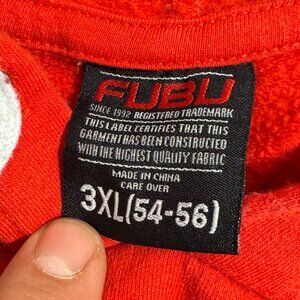 FUBU
SINCE 1992 REGISTERED TRADEMARK
THIS LABEL CERTIFIES THAT THIS
GARMENT HAS BEEN CONSTRUCTED
WITH THE HIGHEST QUALITY FABRIC
MADE IN CHINA
CARE OVER
3XL(54-56)